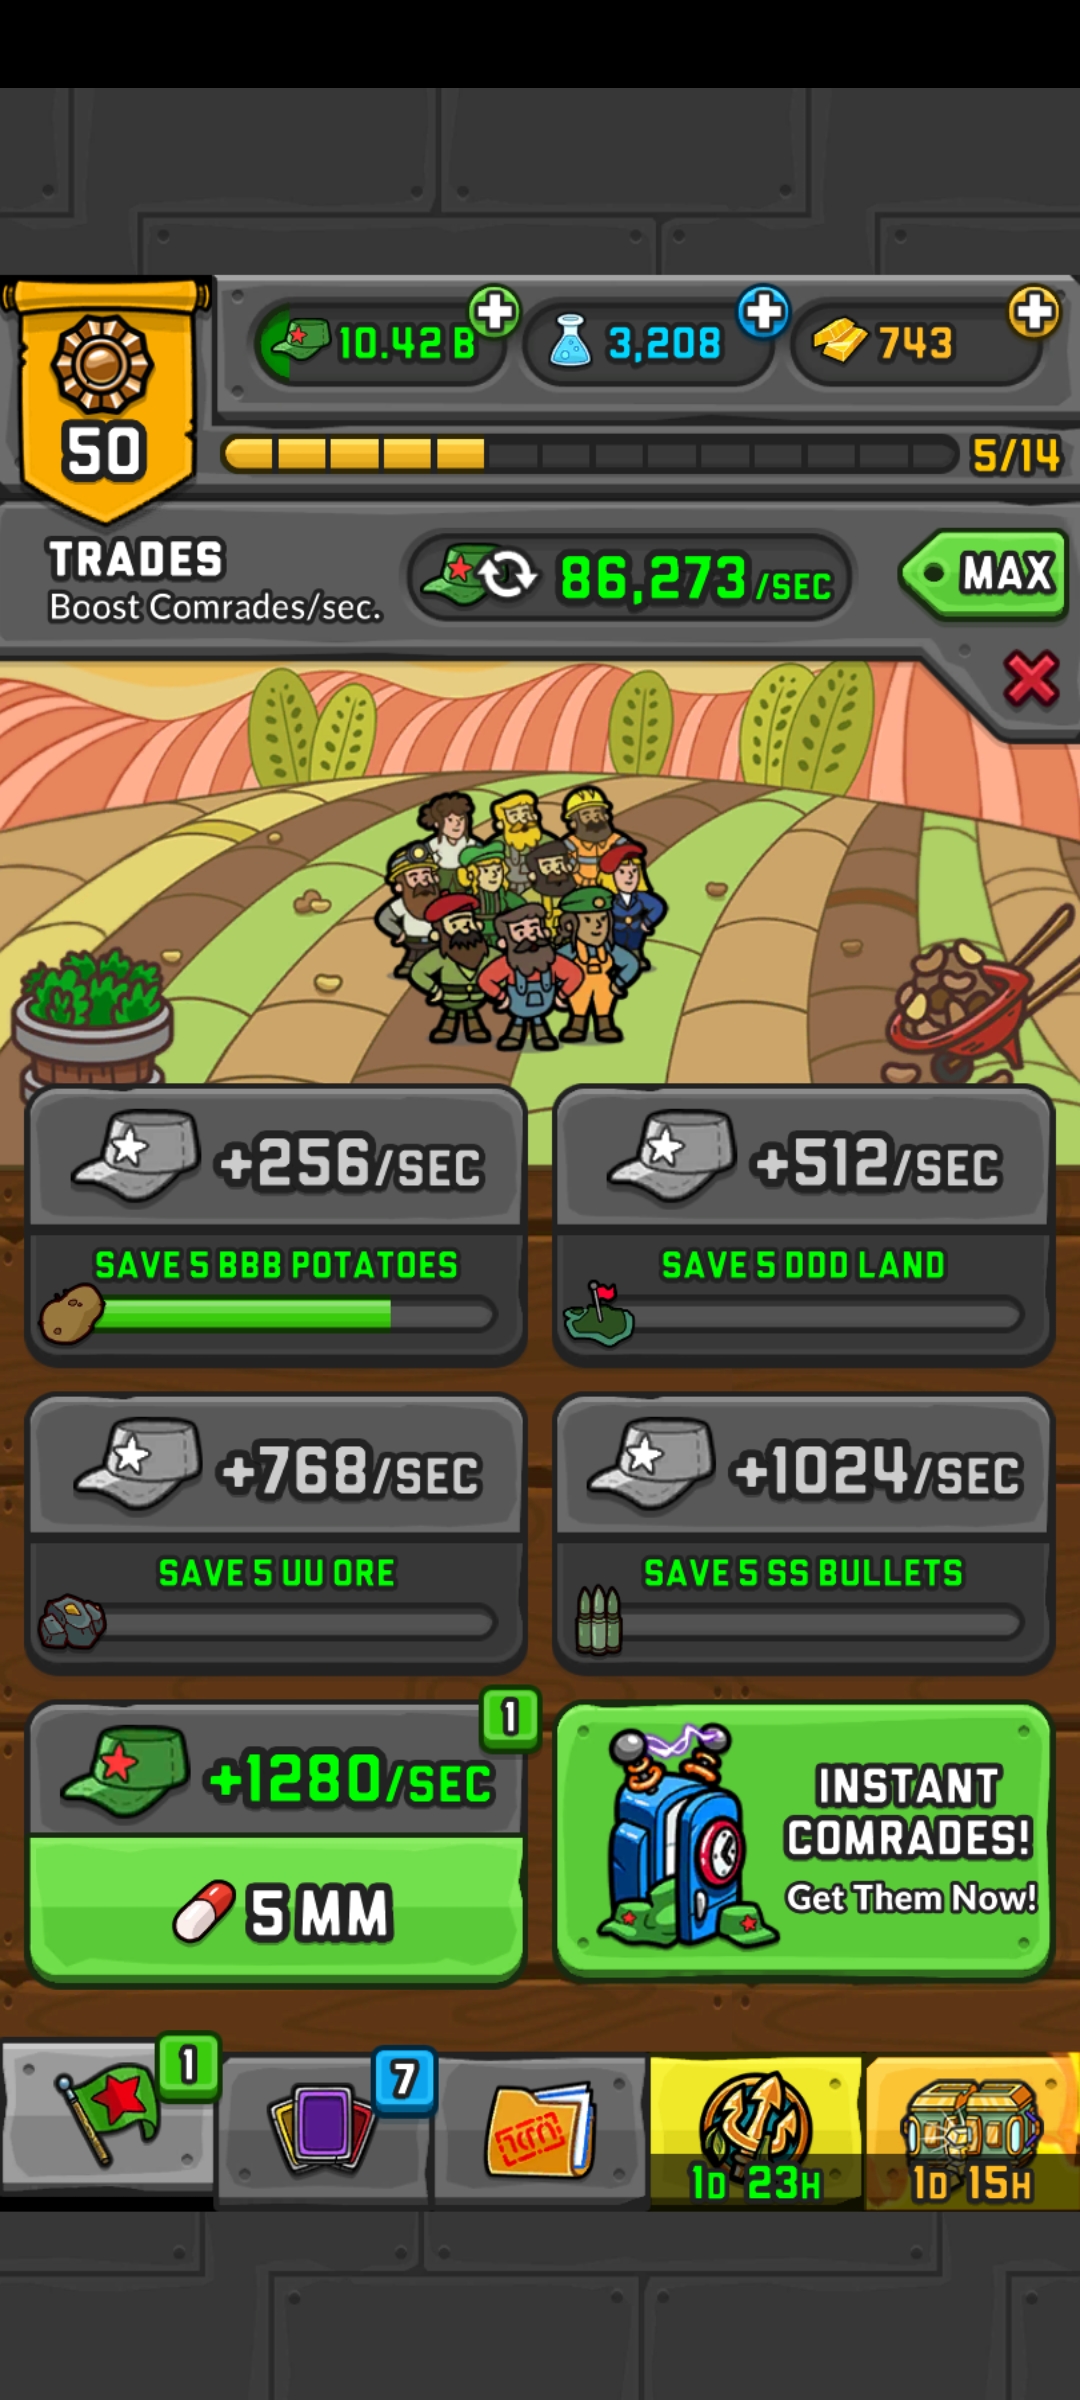 50
10.42 B
3,208
743
5/14
TRADES
Boost Comrades/sec.
86,273/SEC
MAX
+256/SEC
SAVE 5 BBB POTATOES
+512/SEC
SAVE 5 DDD LAND
+768/SEC
SAVE 5 UU ORE
+1024/SEC
SAVE 5 SS BULLETS
1
+1280/SEC
5 MM
INSTANT
COMRADES!
Get Them Now!
1
7
1D 23H
1D 15H